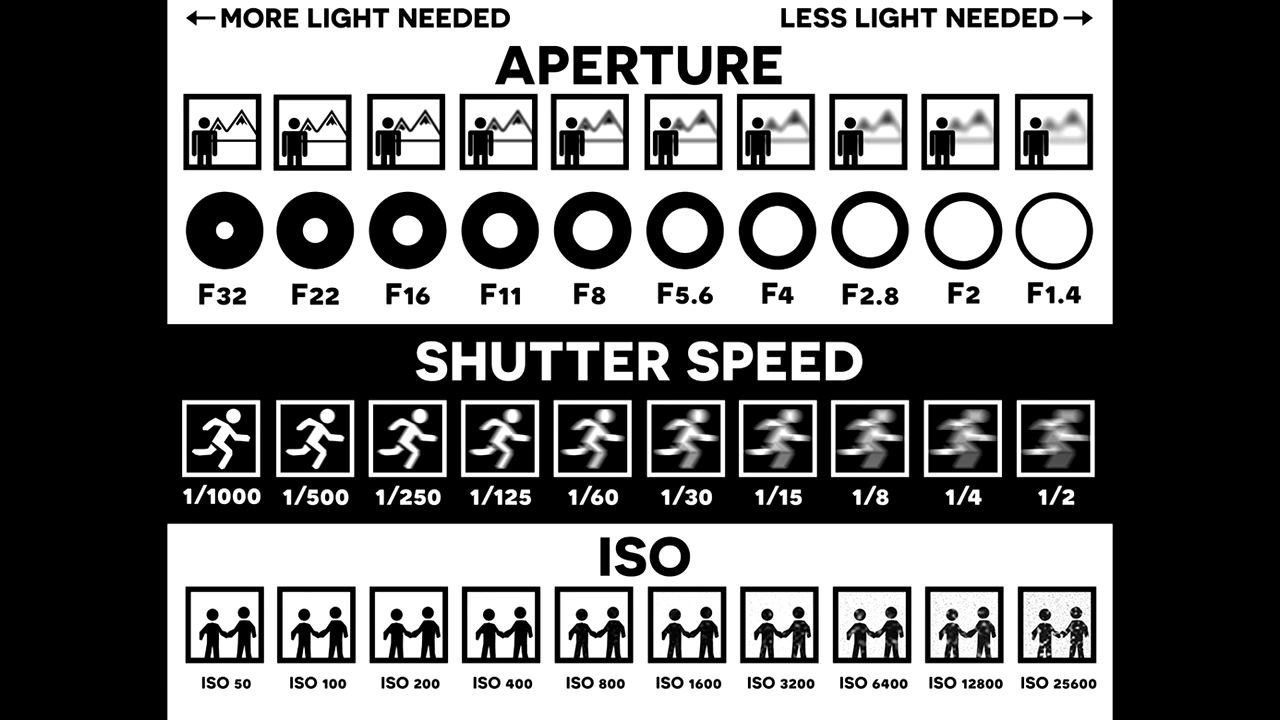 ←MORE LIGHT NEEDED LESS LIGHT NEEDED→
APERTURE
F32 F22 F16 F11 F8 F5.6 F4 F2.8 F2 F1.4
SHUTTER SPEED
1/1000 1/500 1/250 1/125 1/60 1/30 1/15 1/8 1/4 1/2
ISO
ISO 50 ISO 100 ISO 200 ISO 400 ISO 800 ISO 1600 ISO 3200 ISO 6400 ISO 12800 ISO 25600